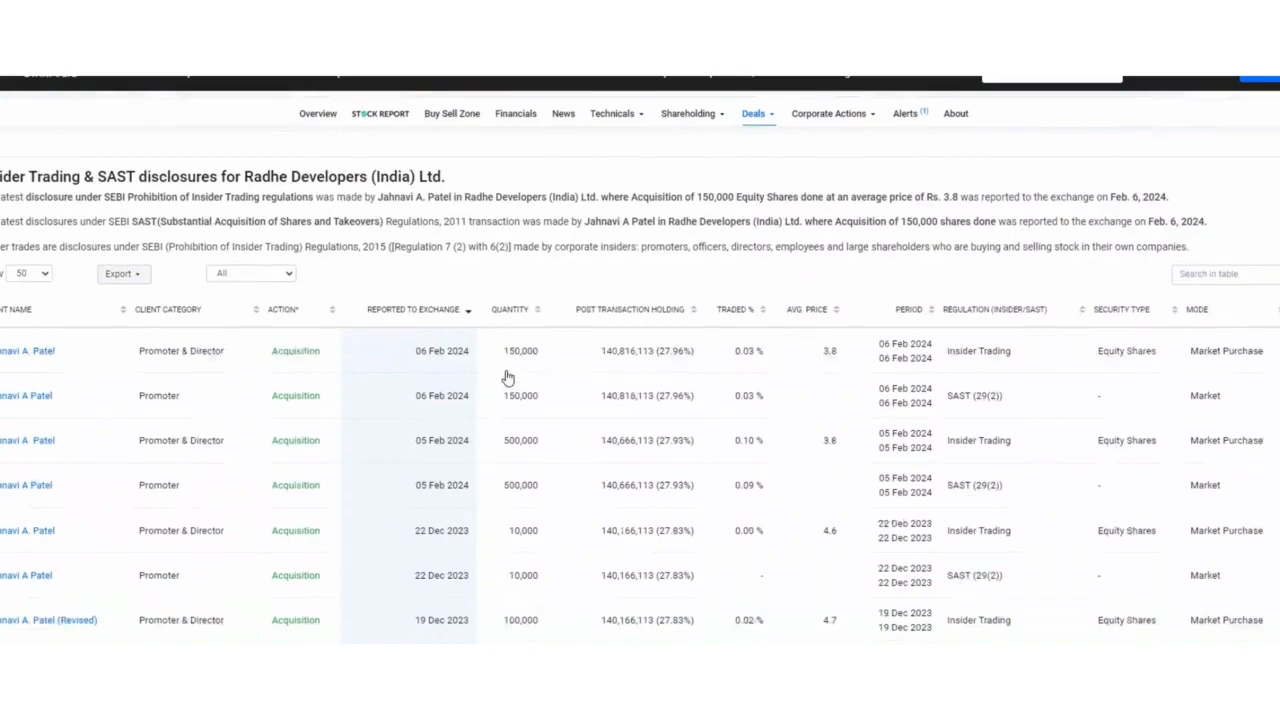 Overview STOCK REPORT Buy Sell Zone Financials News Technicals Shareholding Deals Corporate Actions Alerts (1) About
ider Trading & SAST disclosures for Radhe Developers (India) Ltd.
atest disclosure under SEBI Prohibition of Insider Trading regulations was made by Jahnavi A. Patel in Radhe Developers (India) Ltd. where Acquisition of 150,000 Equity Shares done at an average price of Rs. 3.8 was reported to the exchange on Feb. 6, 2024.
atest disclosures under SEBI SAST(Substantial Acquisition of Shares and Takeovers) Regulations, 2011 transaction was made by Jahnavi A Patel in Radhe Developers (India) Ltd. where Acquisition of 150,000 shares done was reported to the exchange on Feb. 6, 2024.
er trades are disclosures under SEBI (Prohibition of Insider Trading) Regulations, 2015 ([Regulation 7 (2) with 6(2)] made by corporate insiders: promoters, officers, directors, employees and large shareholders who are buying and selling stock in their own companies.
w 50 Export All Search in table
NT NAME CLIENT CATEGORY ACTION* REPORTED TO EXCHANGE QUANTITY POST TRANSACTION HOLDING TRADED % AVG. PRICE PERIOD REGULATION (INSIDER/SAST) SECURITY TYPE MODE
hnavi A. Patel Promoter & Director Acquisition 06 Feb 2024 150,000 140,816,113 (27.96%) 0.03 % 3.8 06 Feb 2024 06 Feb 2024 Insider Trading Equity Shares Market Purchase
hnavi A Patel Promoter Acquisition 06 Feb 2024 150,000 140,816,113 (27.96%) 0.03 % 06 Feb 2024 06 Feb 2024 SAST (29(2)) - Market
hnavi A. Patel Promoter & Director Acquisition 05 Feb 2024 500,000 140,666,113 (27.93%) 0.10 % 3.8 05 Feb 2024 05 Feb 2024 Insider Trading Equity Shares Market Purchase
hnavi A Patel Promoter Acquisition 05 Feb 2024 500,000 140,666,113 (27.93%) 0.09 % 05 Feb 2024 05 Feb 2024 SAST (29(2)) - Market
hnavi A. Patel Promoter & Director Acquisition 22 Dec 2023 10,000 140,166,113 (27.83%) 0.00 % 4.6 22 Dec 2023 22 Dec 2023 Insider Trading Equity Shares Market Purchase
hnavi A Patel Promoter Acquisition 22 Dec 2023 10,000 140,166,113 (27.83%) - 22 Dec 2023 22 Dec 2023 SAST (29(2)) - Market
hnavi A. Patel (Revised) Promoter & Director Acquisition 19 Dec 2023 100,000 140,166,113 (27.83%) 0.02 % 4.7 19 Dec 2023 19 Dec 2023 Insider Trading Equity Shares Market Purchase